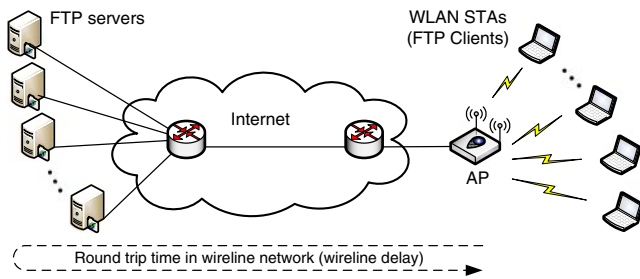 FTP servers
WLAN STAs
(FTP Clients)
Internet
AP
Round trip time in wireline network (wireline delay)